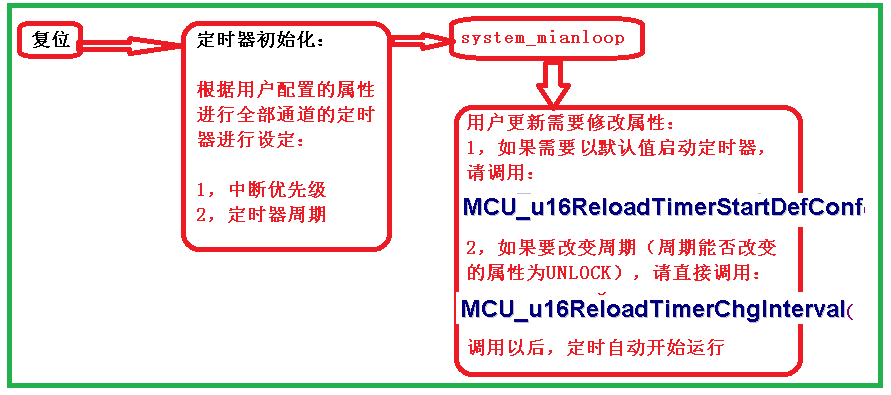 复位
定时器初始化：
根据用户配置的属性
进行全部通道的定时
器进行设定：
1，中断优先级
2，定时器周期
system_mianloop
用户更新需要修改属性：
1，如果需要以默认值启动定时器，
请调用：
MCU_u16ReloadTimerStartDefConf
2，如果要改变周期（周期能否改变
的属性为UNLOCK），请直接调用：
MCU_u16ReloadTimerChgInterval(
调用以后，定时自动开始运行